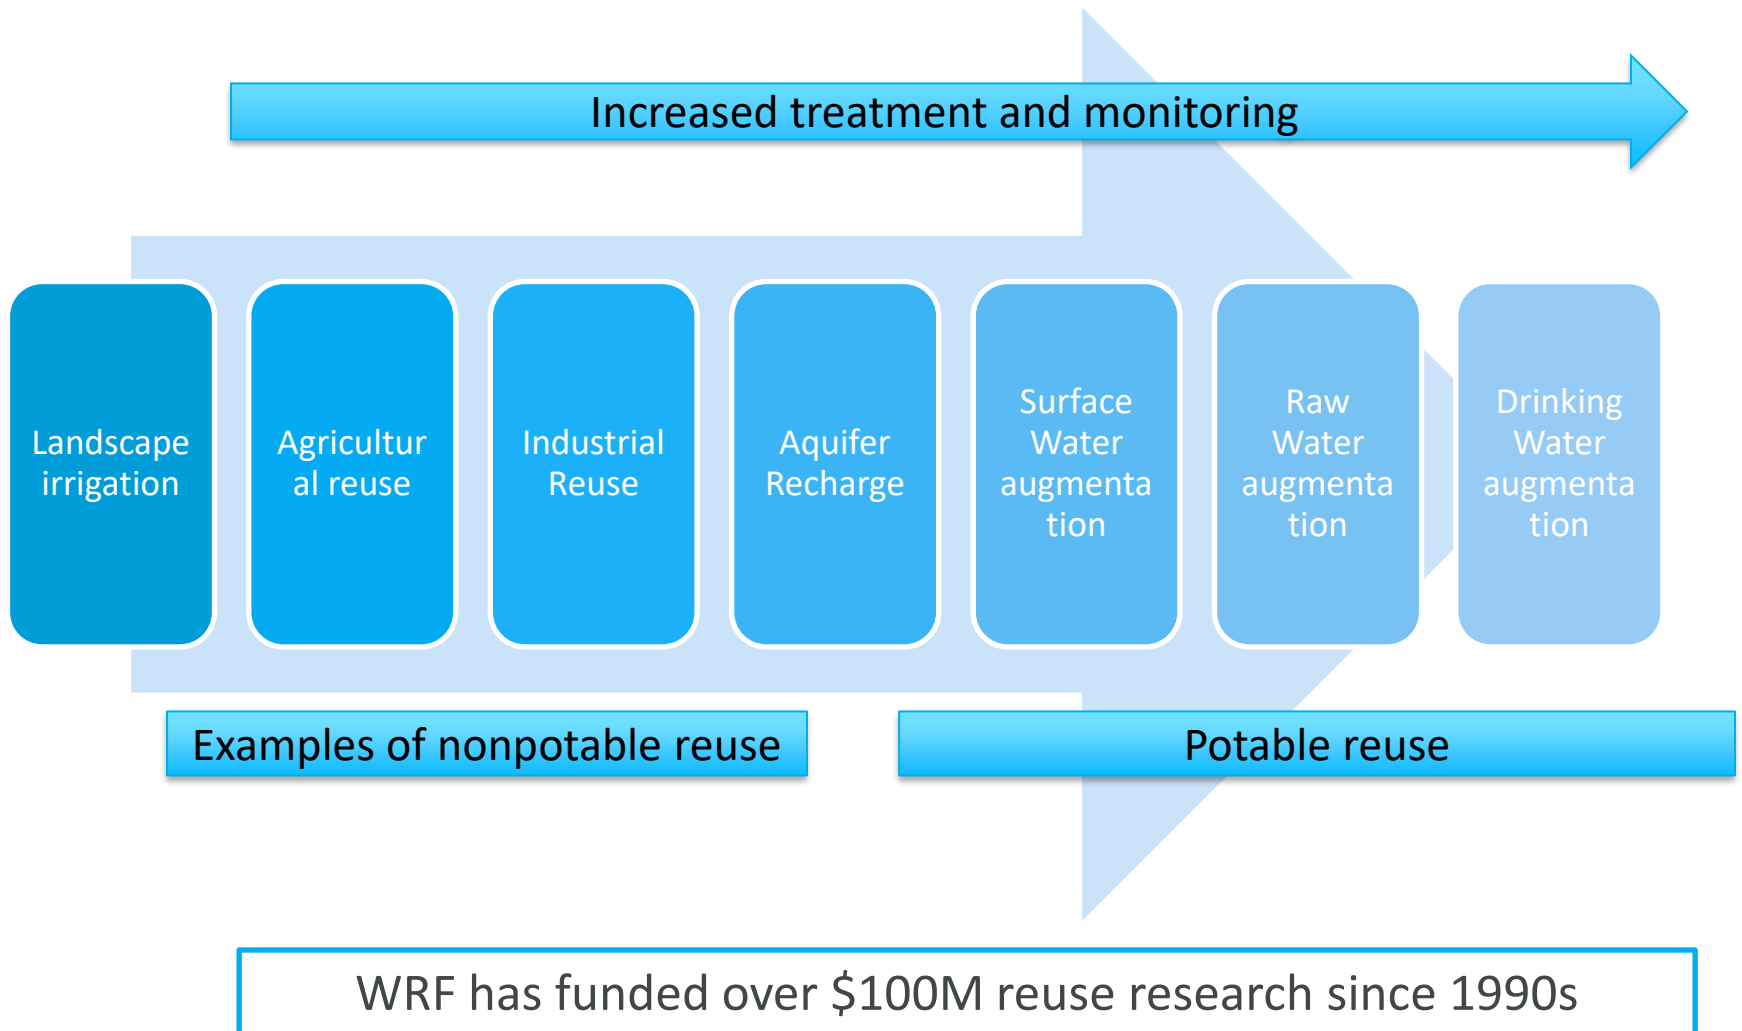 Increased treatment and monitoring
Landscape
irrigation
Agricultur
al reuse
Industrial
Reuse
Aquifer
Recharge
Surface
Water
augmenta
tion
Raw
Water
augmenta
tion
Drinking
Water
augmenta
tion
Examples of nonpotable reuse
Potable reuse
WRF has funded over $100M reuse research since 1990s